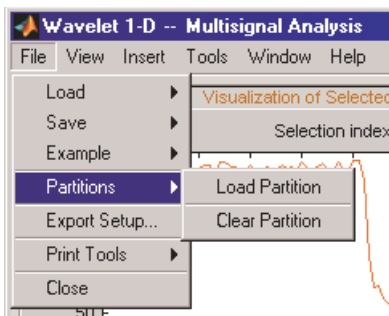 Wavelet 1-D -- Multisignal Analysis
File View Insert Tools Window Help
Load
Visualization of Selected
Save
Selection index
Example
Partitions
Load Partition
Export Setup...
Clear Partition
Print Tools
Close